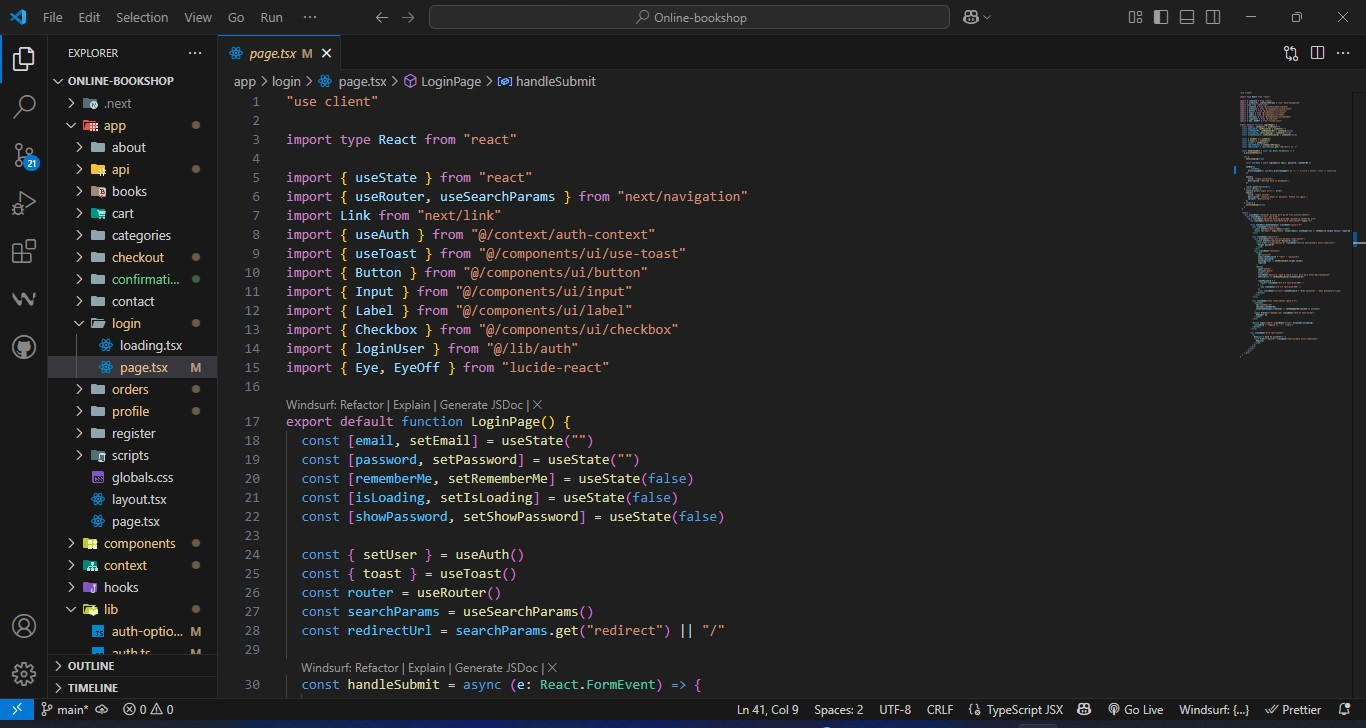 File Edit Selection View Go Run ···
Online-bookshop
EXPLORER
ONLINE-BOOKSHOP
.next
app
about
api
books
cart
categories
checkout
confirmati...
contact
login
loading.tsx
page.tsx M
orders
profile
register
scripts
globals.css
layout.tsx
page.tsx
components
context
hooks
lib
auth-optio... M
auth.ts M
OUTLINE
TIMELINE
21
page.tsx M
app > login > page.tsx > LoginPage > handleSubmit
1 "use client"
2
3 import type React from "react"
4
5 import { useState } from "react"
6 import { useRouter, useSearchParams } from "next/navigation"
7 import Link from "next/link"
8 import { useAuth } from "@/context/auth-context"
9 import { useToast } from "@/components/ui/use-toast"
10 import { Button } from "@/components/ui/button"
11 import { Input } from "@/components/ui/input"
12 import { Label } from "@/components/ui/label"
13 import { Checkbox } from "@/components/ui/checkbox"
14 import { loginUser } from "@/lib/auth"
15 import { Eye, EyeOff } from "lucide-react"
16
Windsurf: Refactor | Explain | Generate JSDoc | X
17 export default function LoginPage() {
18 const [email, setEmail] = useState("")
19 const [password, setPassword] = useState("")
20 const [rememberMe, setRememberMe] = useState(false)
21 const [isLoading, setIsLoading] = useState(false)
22 const [showPassword, setShowPassword] = useState(false)
23
24 const { setUser } = useAuth()
25 const { toast } = useToast()
26 const router = useRouter()
27 const searchParams = useSearchParams()
28 const redirectUrl = searchParams.get("redirect") || "/"
29
Windsurf: Refactor | Explain | Generate JSDoc | X
30 const handleSubmit = async (e: React.FormEvent) => {
main* 0 0 Ln 41, Col 9 Spaces: 2 UTF-8 CRLF {} TypeScript JSX Go Live Windsurf: {...} Prettier